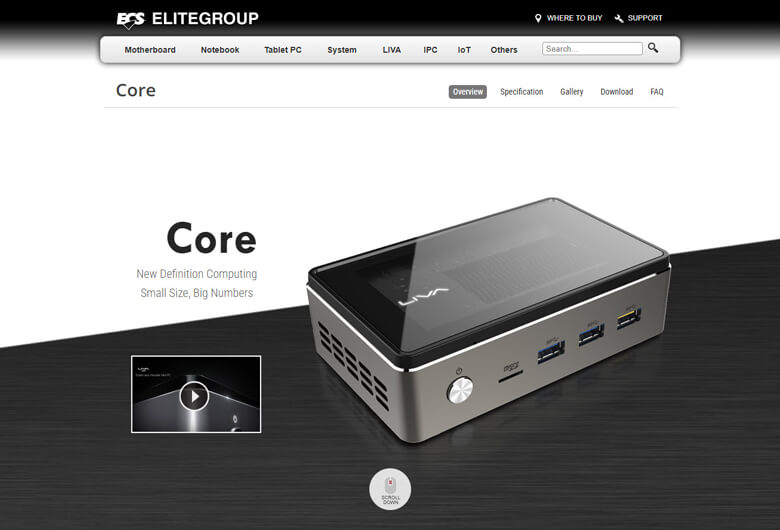 ECS ELITEGROUP
WHERE TO BUY
SUPPORT
Motherboard Notebook Tablet PC System LIVA IPC IoT Others
Search...
Core
Overview Specification Gallery Download FAQ
Core
New Definition Computing
Small Size, Big Numbers
LIVA
LIVA
SCROLL
DOWN